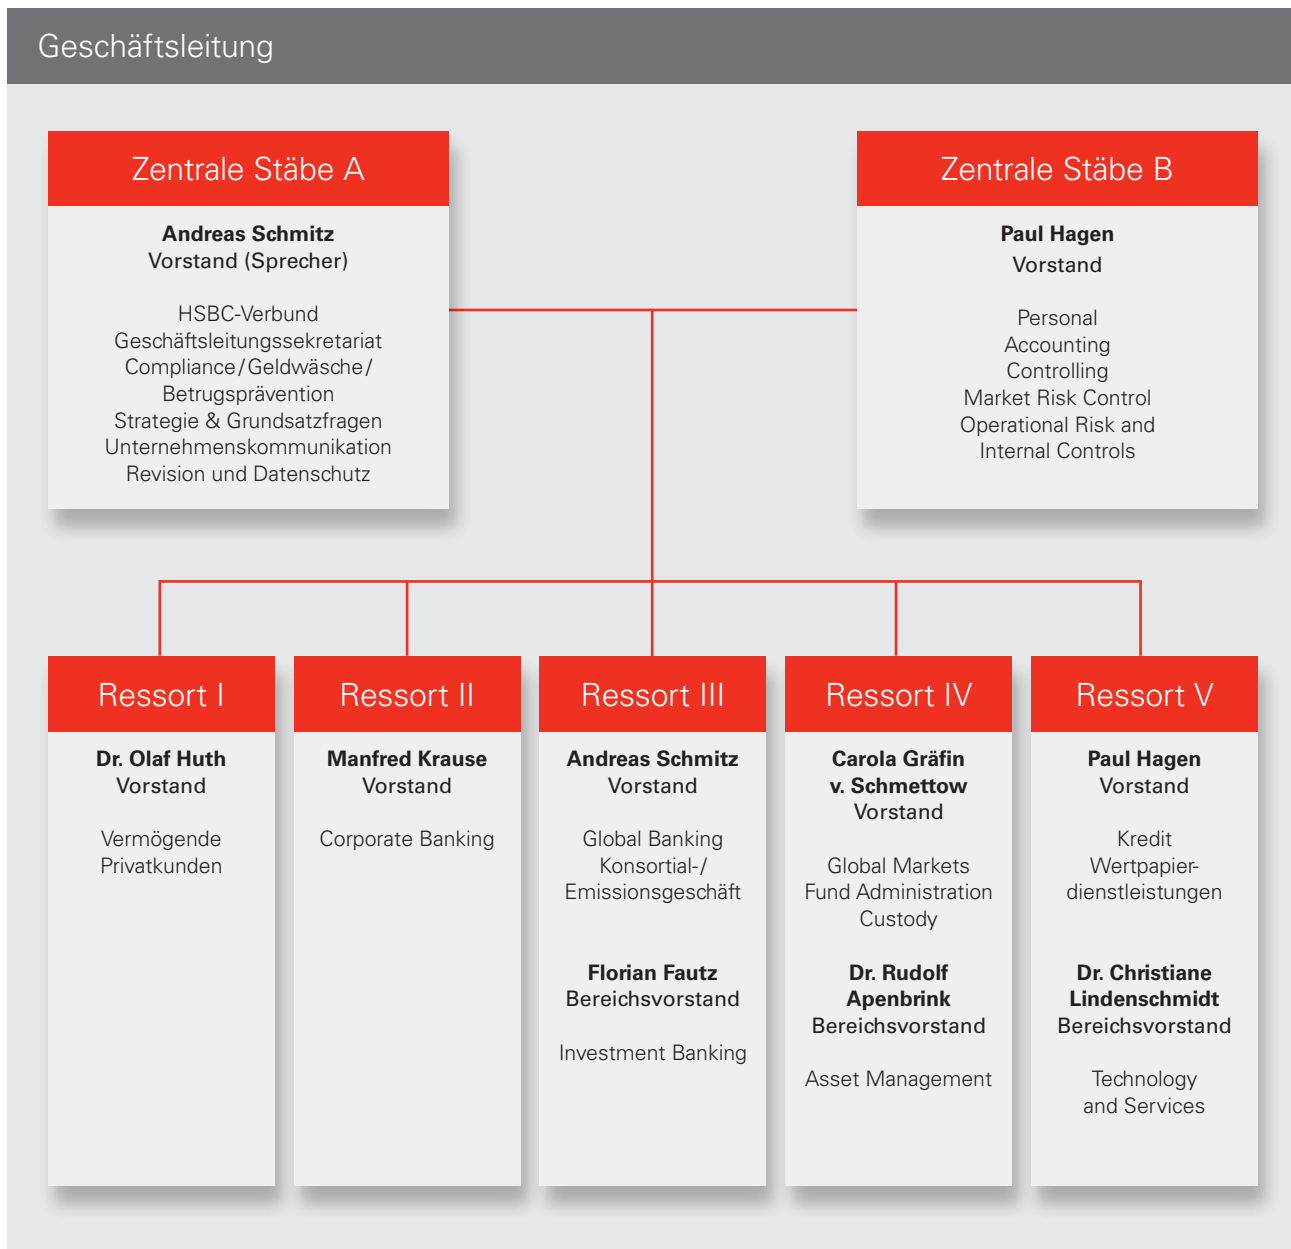 Geschäftsleitung
Zentrale Stäbe A
Andreas Schmitz
Vorstand (Sprecher)
HSBC-Verbund
Geschäftsleitungssekretariat
Compliance/Geldwäsche/
Betrugsprävention
Strategie & Grundsatzfragen
Unternehmenskommunikation
Revision und Datenschutz
Zentrale Stäbe B
Paul Hagen
Vorstand
Personal
Accounting
Controlling
Market Risk Control
Operational Risk and
Internal Controls
Ressort I
Dr. Olaf Huth
Vorstand
Vermögende
Privatkunden
Ressort II
Manfred Krause
Vorstand
Corporate Banking
Ressort III
Andreas Schmitz
Vorstand
Global Banking
Konsortial-/
Emissionsgeschäft
Florian Fautz
Bereichsvorstand
Investment Banking
Ressort IV
Carola Gräfin
v. Schmettow
Vorstand
Global Markets
Fund Administration
Custody
Dr. Rudolf
Apenbrink
Bereichsvorstand
Asset Management
Ressort V
Paul Hagen
Vorstand
Kredit
Wertpapier-
dienstleistungen
Dr. Christiane
Lindenschmidt
Bereichsvorstand
Technology
and Services